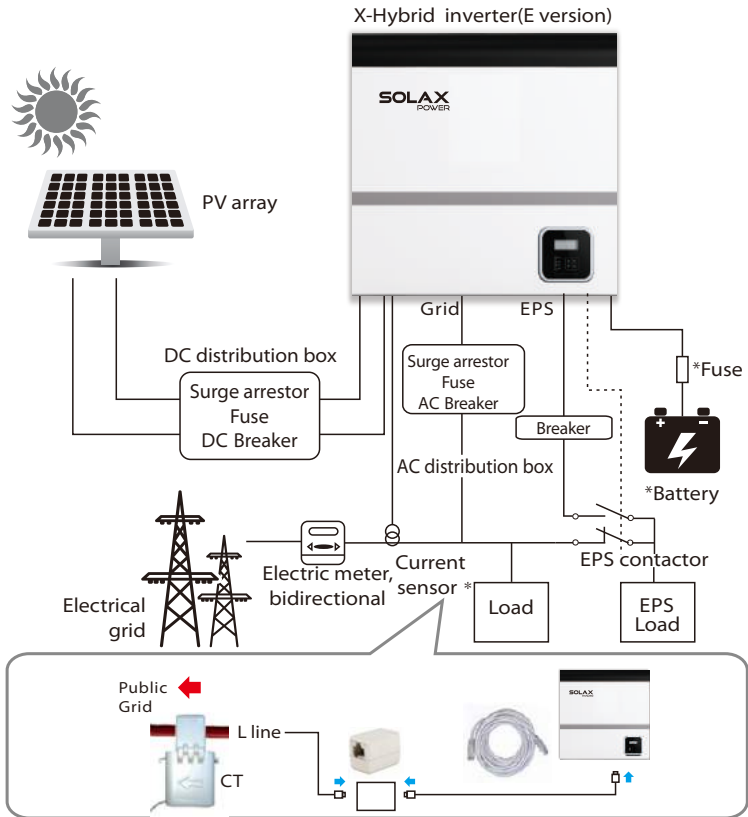 X-Hybrid inverter(E version)
SOLAX
POWER
PV array
Grid
EPS
DC distribution box
Surge arrestor
Fuse
DC Breaker
Surge arrestor
Fuse
AC Breaker
*Fuse
Breaker
+ −
AC distribution box
*Battery
EPS contactor
Electric meter,
bidirectional
Current
sensor *
Electrical
grid
Load
EPS
Load
Public
Grid
L line
CT
SOLAX
POWER